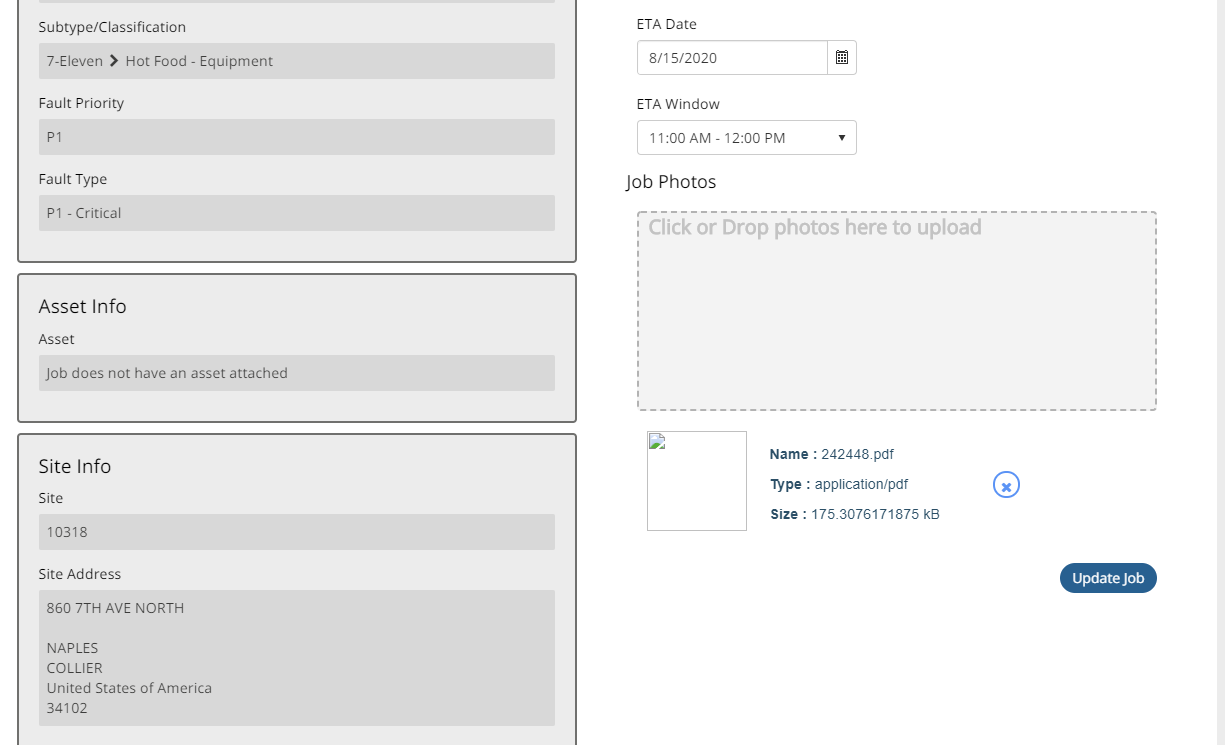 Subtype/Classification
7-Eleven > Hot Food - Equipment
Fault Priority
P1
Fault Type
P1 - Critical
Asset Info
Asset
Job does not have an asset attached
Site Info
Site
10318
Site Address
860 7TH AVE NORTH
NAPLES
COLLIER
United States of America
34102
ETA Date
8/15/2020
ETA Window
11:00 AM - 12:00 PM
Job Photos
Click or Drop photos here to upload
Name : 242448.pdf
Type : application/pdf
Size : 175.3076171875 kB
Update Job